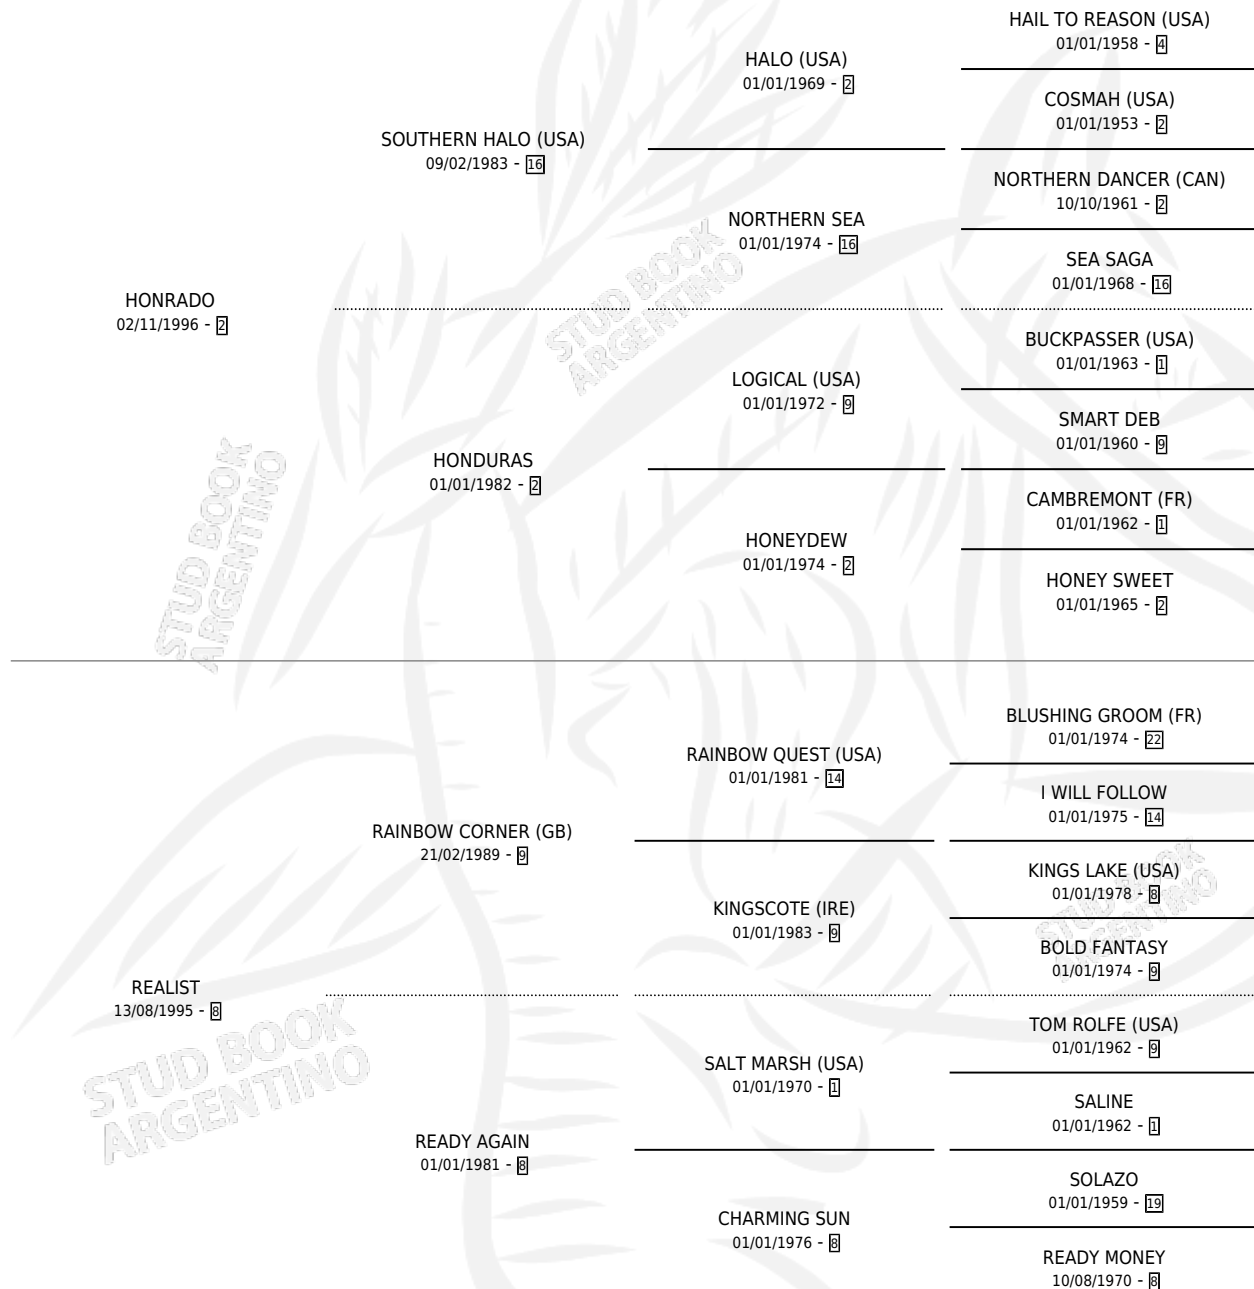 HAIL TO REASON (USA)
01/01/1958 - 4
HALO (USA)
01/01/1969 - 2
COSMAH (USA)
01/01/1953 - 2
SOUTHERN HALO (USA)
09/02/1983 - 16
NORTHERN DANCER (CAN)
10/10/1961 - 2
NORTHERN SEA
01/01/1974 - 16
SEA SAGA
01/01/1968 - 16
HONRADO
02/11/1996 - 2
BUCKPASSER (USA)
01/01/1963 - 1
LOGICAL (USA)
01/01/1972 - 9
SMART DEB
01/01/1960 - 9
HONDURAS
01/01/1982 - 2
CAMBREMONT (FR)
01/01/1962 - 1
HONEYDEW
01/01/1974 - 2
HONEY SWEET
01/01/1965 - 2
STUD BOOK
ARGENTINO
STUD BOOK
ARGENTINO
BLUSHING GROOM (FR)
01/01/1974 - 22
RAINBOW QUEST (USA)
01/01/1981 - 14
I WILL FOLLOW
01/01/1975 - 14
RAINBOW CORNER (GB)
21/02/1989 - 9
KINGS LAKE (USA)
01/01/1978 - 8
KINGSCOTE (IRE)
01/01/1983 - 9
BOLD FANTASY
01/01/1974 - 9
STUD BOOK
ARGENTINO
REALIST
13/08/1995 - 8
TOM ROLFE (USA)
01/01/1962 - 9
SALT MARSH (USA)
01/01/1970 - 1
SALINE
01/01/1962 - 1
STUD BOOK
ARGENTINO
READY AGAIN
01/01/1981 - 8
SOLAZO
01/01/1959 - 19
CHARMING SUN
01/01/1976 - 8
READY MONEY
10/08/1970 - 8